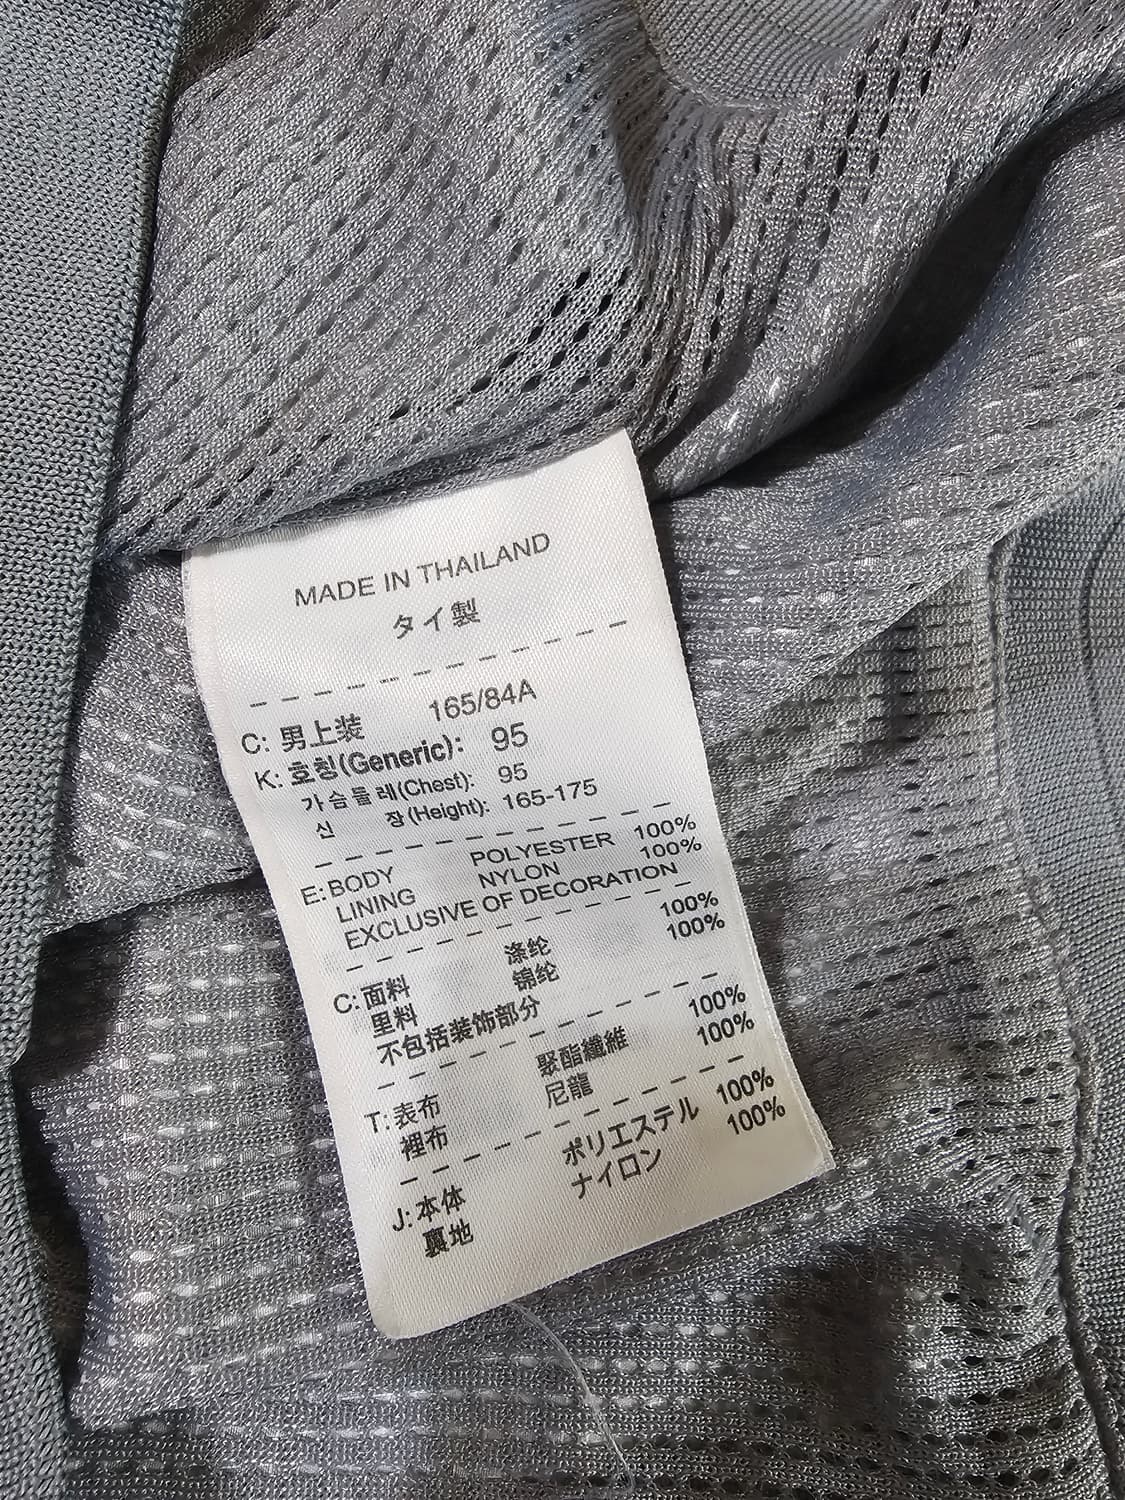 MADE IN THAILAND
タイ製
C: 男上装 165/84A
K: 호칭(Generic): 95
가슴둘레(Chest): 95
신 장(Height): 165-175
E: BODY POLYESTER 100%
LINING NYLON 100%
EXCLUSIVE OF DECORATION
C: 面料 涤纶 100%
里料 锦纶 100%
不包括装饰部分
T: 表布 聚酯纖維 100%
裡布 尼龍 100%
J: 本体 ポリエステル 100%
裏地 ナイロン 100%